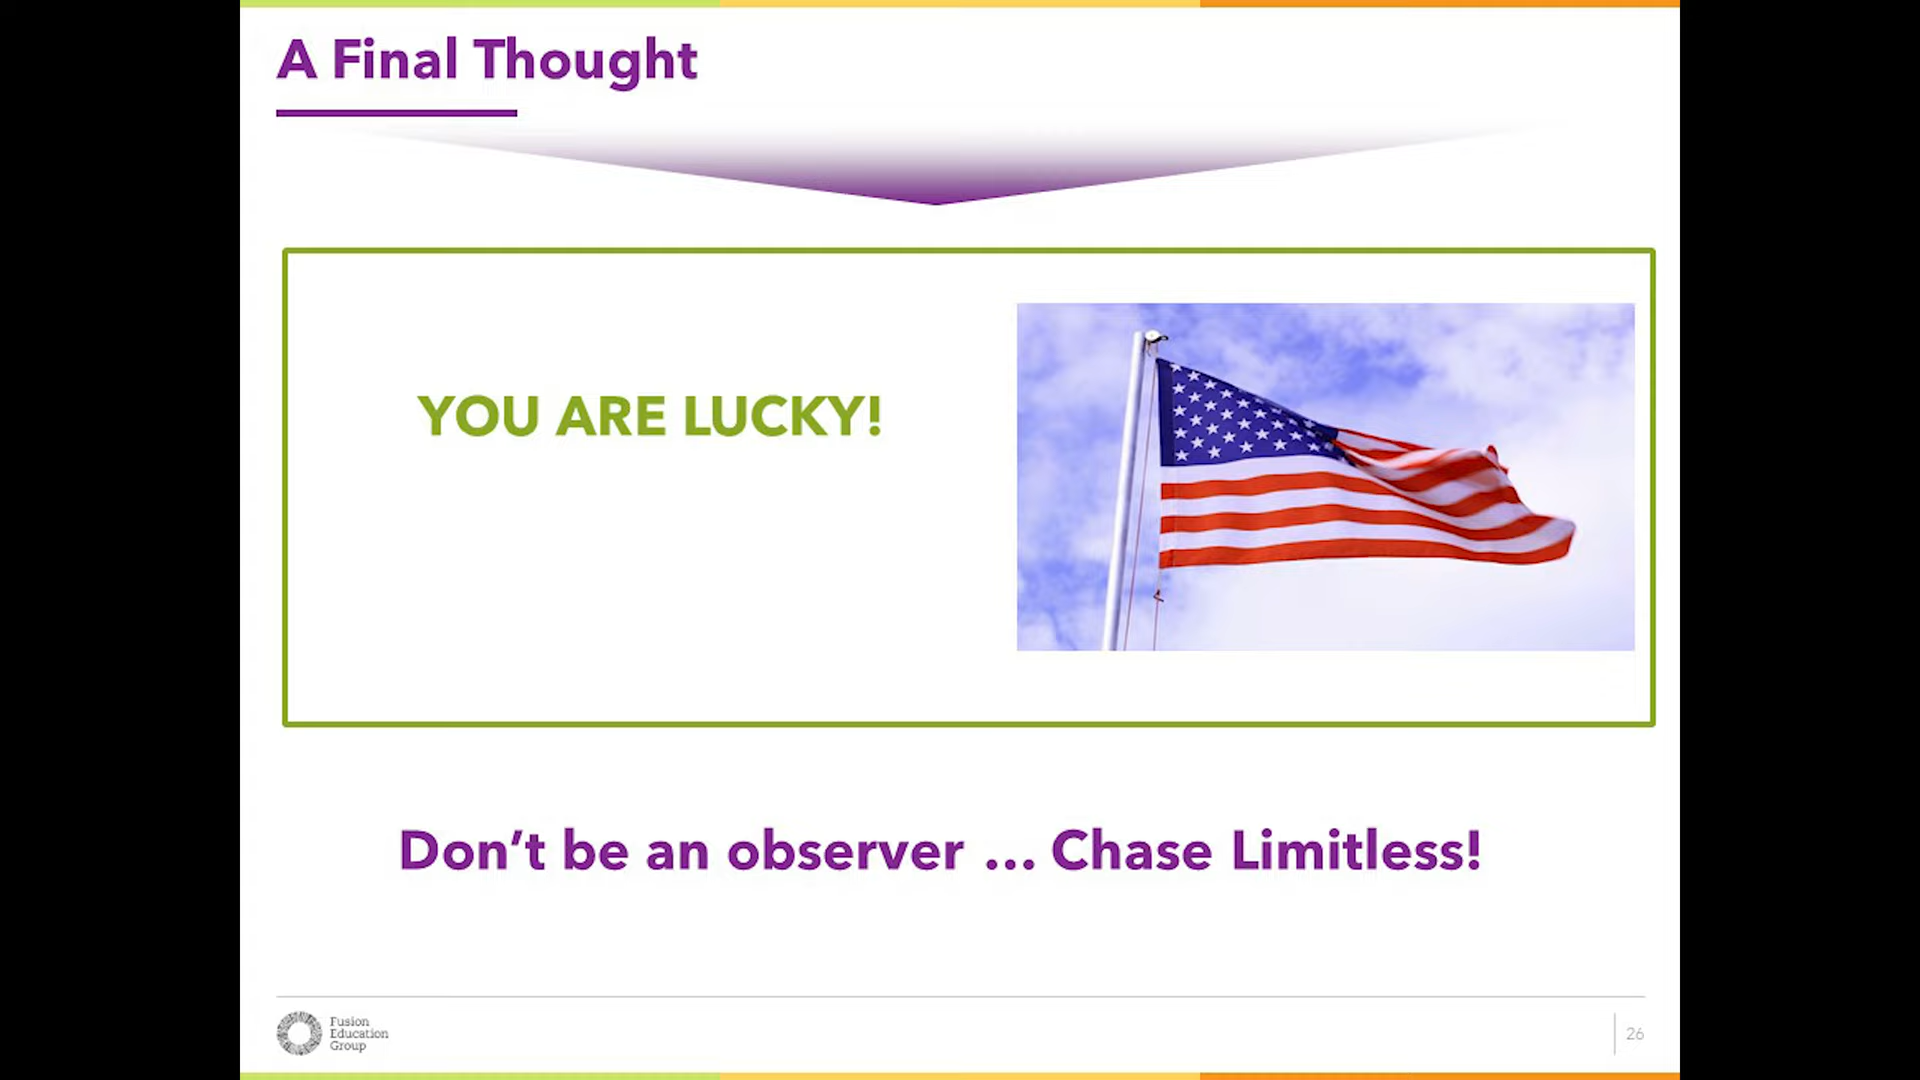 A Final Thought
YOU ARE LUCKY!
Don’t be an observer … Chase Limitless!
Fusion
Education
Group
26